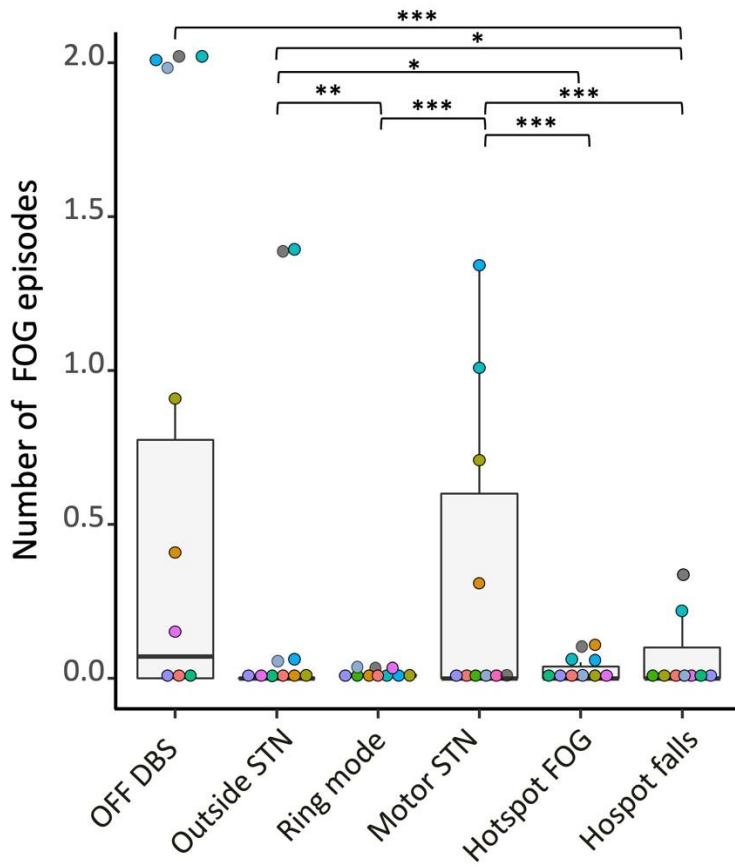 ***
*
*
**
***
***
***
2.0
1.5
1.0
0.5
0.0
Number of FOG episodes
OFF DBS
Outside STN
Ring mode
Motor STN
Hotspot FOG
Hospot falls